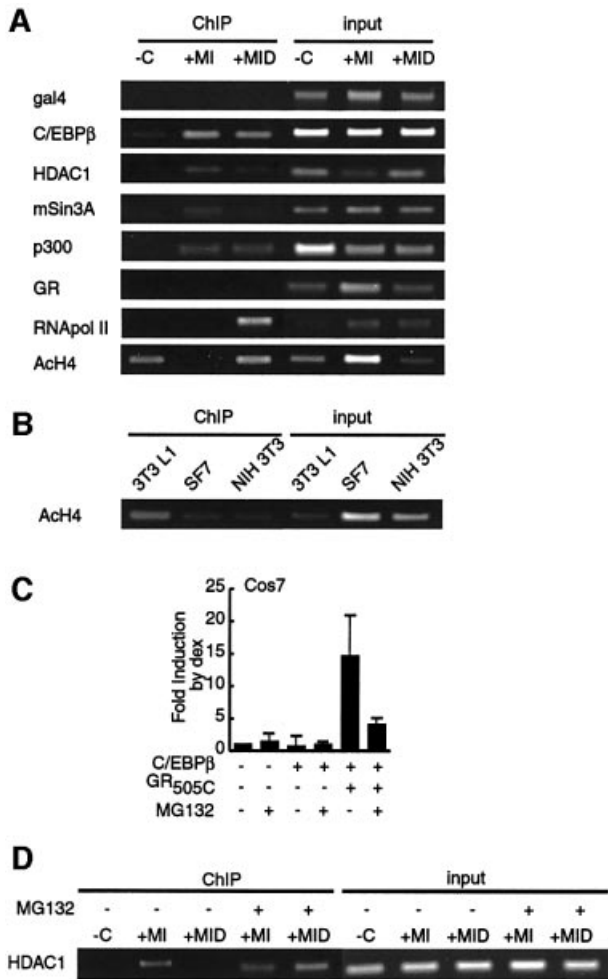 A
ChIP input
-C +MI +MID -C +MI +MID
gal4
C/EBPβ
HDAC1
mSin3A
p300
GR
RNApol II
AcH4
B
ChIP input
3T3 L1 SF7 NIH 3T3 3T3 L1 SF7 NIH 3T3
AcH4
C
Cos7
Fold Induction
by dex
25
20
15
10
5
0
C/EBPβ - - + + + +
GR505C - - - - + +
MG132 - + - + - +
D
ChIP input
MG132 - - - + + - - - + +
-C +MI +MID +MI +MID -C +MI +MID +MI +MID
HDAC1